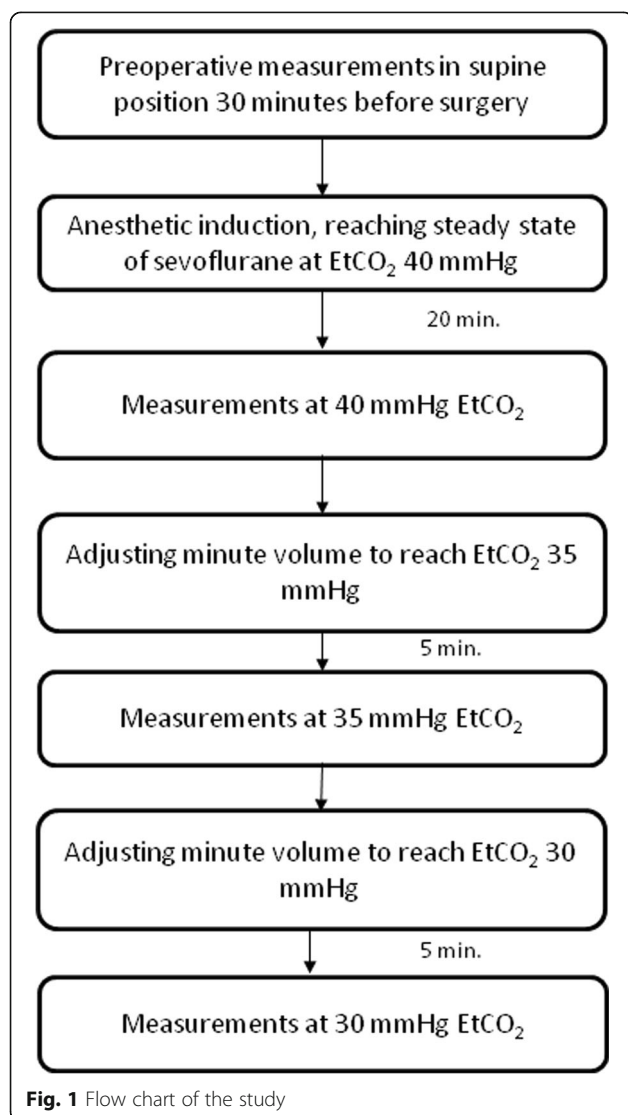 Preoperative measurements in supine
position 30 minutes before surgery
Anesthetic induction, reaching steady state
of sevoflurane at EtCO₂ 40 mmHg
20 min.
Measurements at 40 mmHg EtCO₂
Adjusting minute volume to reach EtCO₂ 35
mmHg
5 min.
Measurements at 35 mmHg EtCO₂
Adjusting minute volume to reach EtCO₂ 30
mmHg
5 min.
Measurements at 30 mmHg EtCO₂
Fig. 1 Flow chart of the study